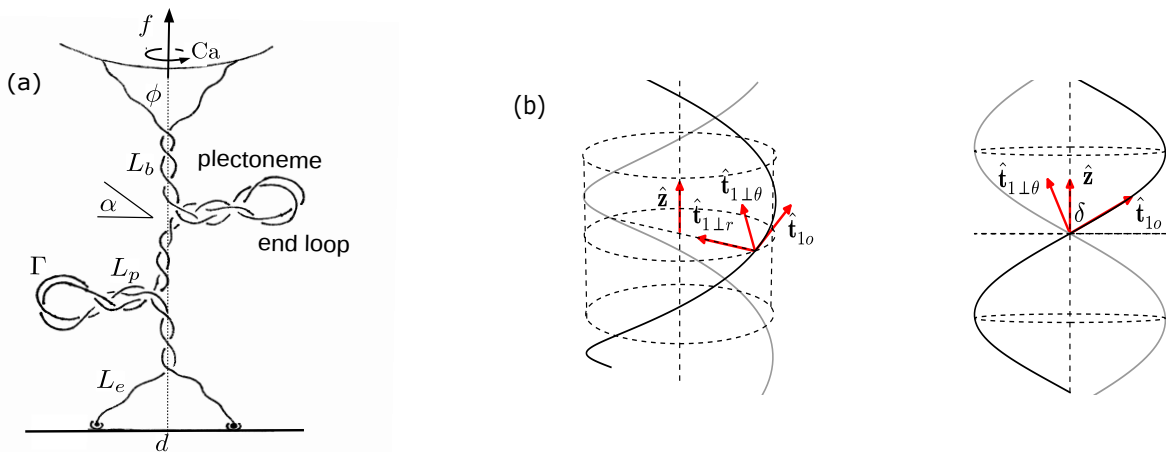 (a)
f
Ca
ϕ
L_b
plectoneme
α
end loop
Γ
L_p
L_e
d
(b)
ẑ
t̂_{1⊥θ}
t̂_{1⊥r}
t̂_{1o}
t̂_{1⊥θ}
ẑ
δ
t̂_{1o}